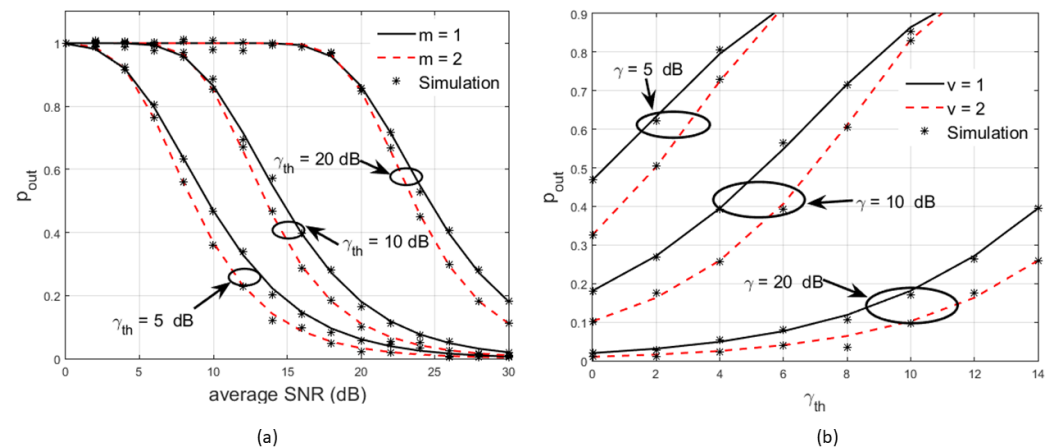 (a)
1
0.8
0.6
0.4
0.2
0
p_out
0 5 10 15 20 25 30
average SNR (dB)
m = 1
m = 2
Simulation
γ_th = 20 dB
γ_th = 10 dB
γ_th = 5 dB
(a)
(b)
0.9
0.8
0.7
0.6
0.5
0.4
0.3
0.2
0.1
0
p_out
0 2 4 6 8 10 12 14
γ_th
γ = 5 dB
v = 1
v = 2
Simulation
γ = 10 dB
γ = 20 dB
(b)